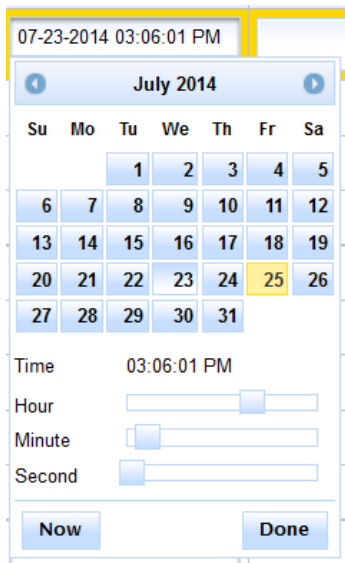 07-23-2014 03:06:01 PM
July 2014
Su Mo Tu We Th Fr Sa
1 2 3 4 5
6 7 8 9 10 11 12
13 14 15 16 17 18 19
20 21 22 23 24 25 26
27 28 29 30 31
Time 03:06:01 PM
Hour
Minute
Second
Now Done